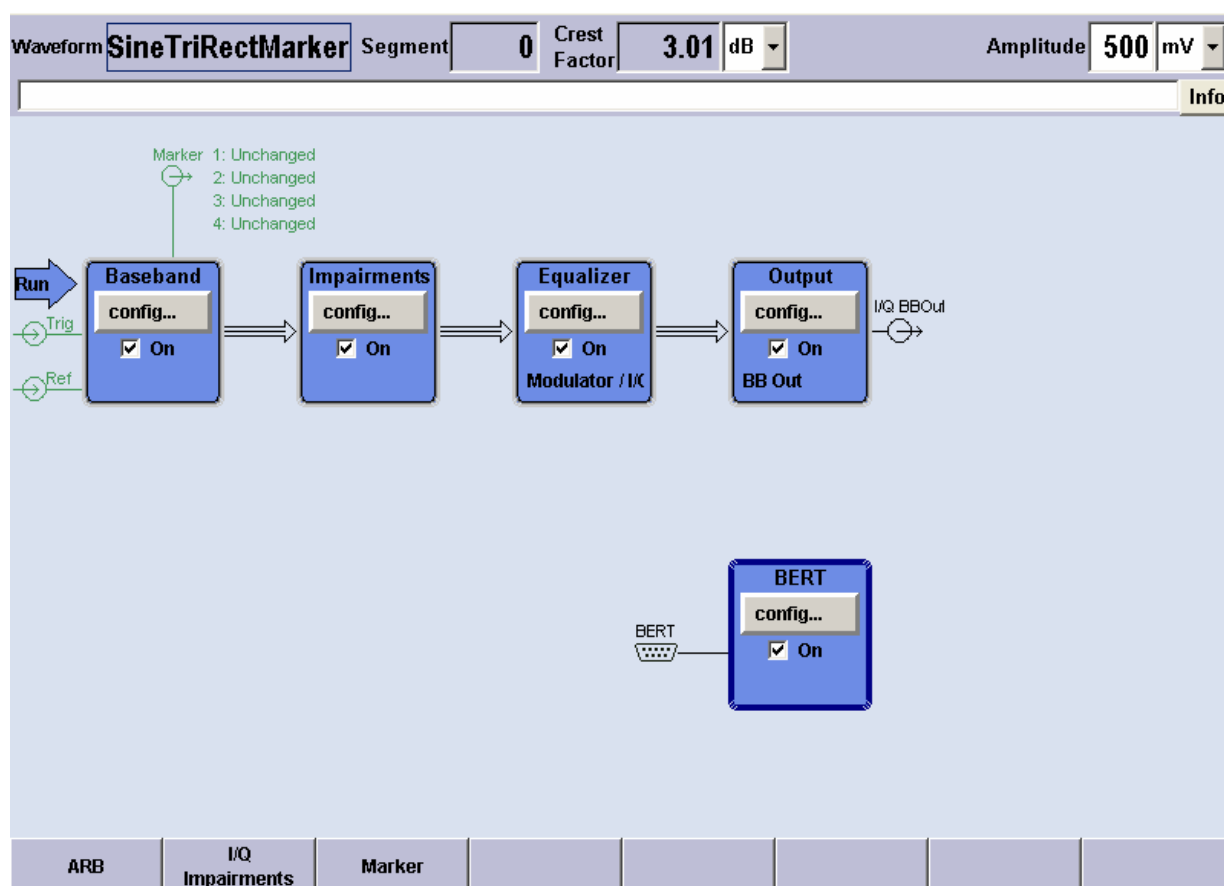 Waveform SineTriRectMarker Segment 0 Crest Factor 3.01 dB Amplitude 500 mV
Info
Marker 1: Unchanged
2: Unchanged
3: Unchanged
4: Unchanged
Run
Trig
Ref
Baseband
config...
On
Impairments
config...
On
Equalizer
config...
On
Modulator / I/C
Output
config...
On
BB Out
I/Q BBOut
BERT
BERT
config...
On
ARB
I/Q
Impairments
Marker